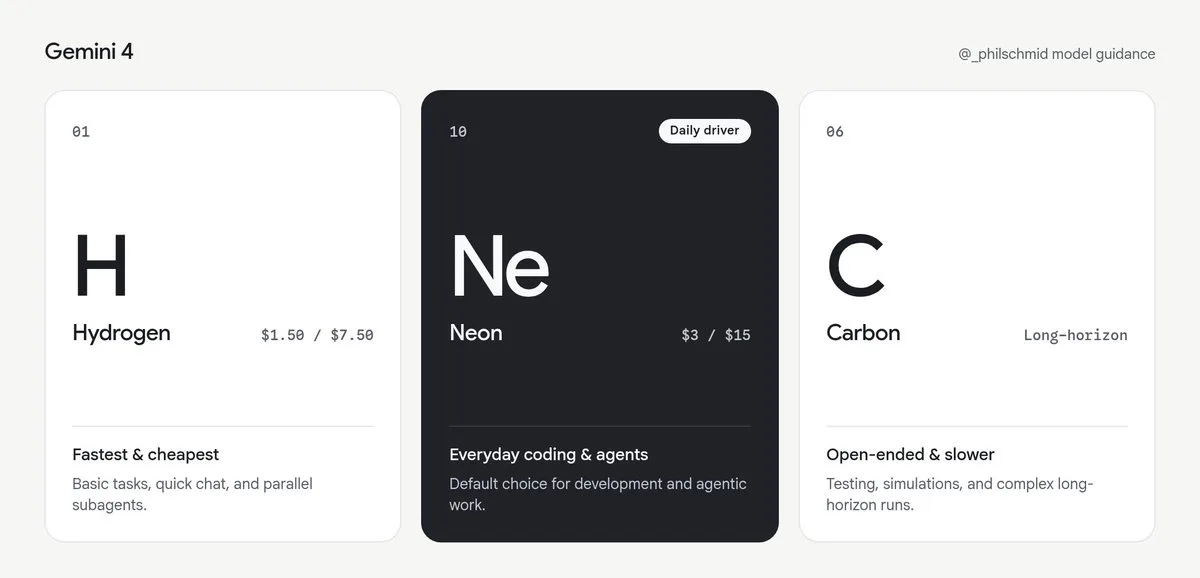 Gemini 4
@_philschmid model guidance
01
H
Hydrogen
$1.50 / $7.50
Fastest & cheapest
Basic tasks, quick chat, and parallel
subagents.
10
Daily driver
Ne
Neon
$3 / $15
Everyday coding & agents
Default choice for development and agentic
work.
06
C
Carbon
Long-horizon
Open-ended & slower
Testing, simulations, and complex long-
horizon runs.